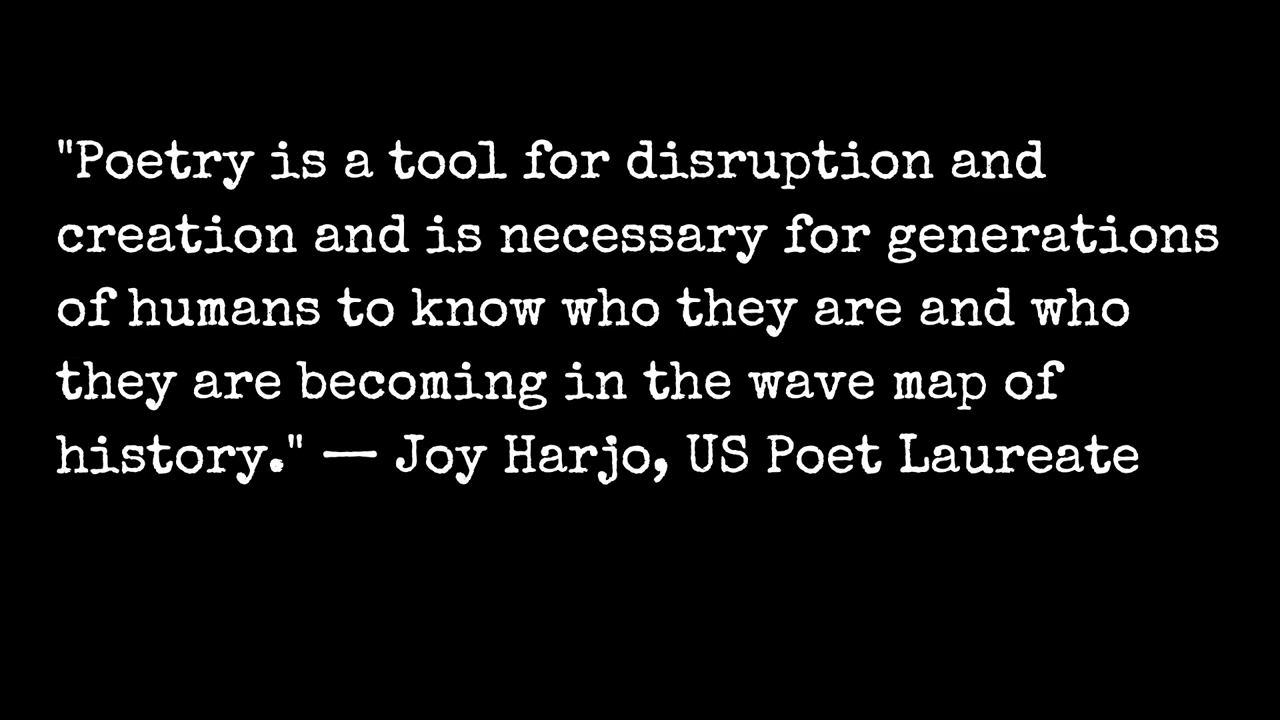 "Poetry is a tool for disruption and
creation and is necessary for generations
of humans to know who they are and who
they are becoming in the wave map of
history." — Joy Harjo, US Poet Laureate